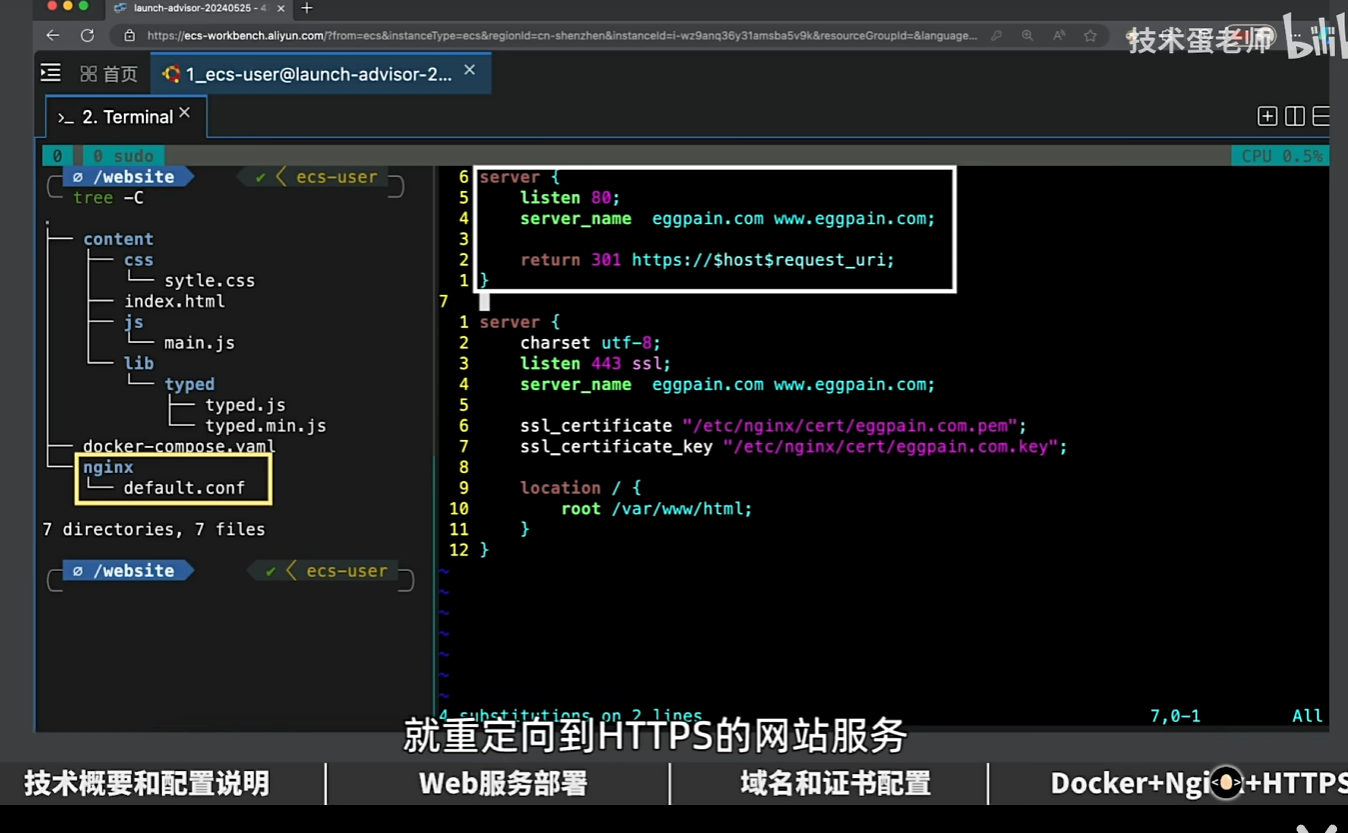 launch-advisor-20240525 - 4
https://ecs-workbench.aliyun.com/?from=ecs&instanceType=ecs&regionId=cn-shenzhen&instanceId=i-wz9anq36y31amsba5v9k&resourceGroupId=&language...
技术蛋老师
首页
1_ecs-user@launch-advisor-2...
>_ 2. Terminal
0 0 sudo
CPU 0.5%
/website
ecs-user
tree -C
.
content
css
sytle.css
index.html
js
main.js
lib
typed
typed.js
typed.min.js
docker-compose.yaml
nginx
default.conf
7 directories, 7 files
/website
ecs-user
6 server {
5 listen 80;
4 server_name eggpain.com www.eggpain.com;
3
2 return 301 https://$host$request_uri;
1 }
7
1 server {
2 charset utf-8;
3 listen 443 ssl;
4 server_name eggpain.com www.eggpain.com;
5
6 ssl_certificate "/etc/nginx/cert/eggpain.com.pem";
7 ssl_certificate_key "/etc/nginx/cert/eggpain.com.key";
8
9 location / {
10 root /var/www/html;
11 }
12 }
~
~
~
~
~
~
~
4 substitutions on 2 lines
7,0-1
All
就重定向到HTTPS的网站服务
技术概要和配置说明
Web服务部署
域名和证书配置